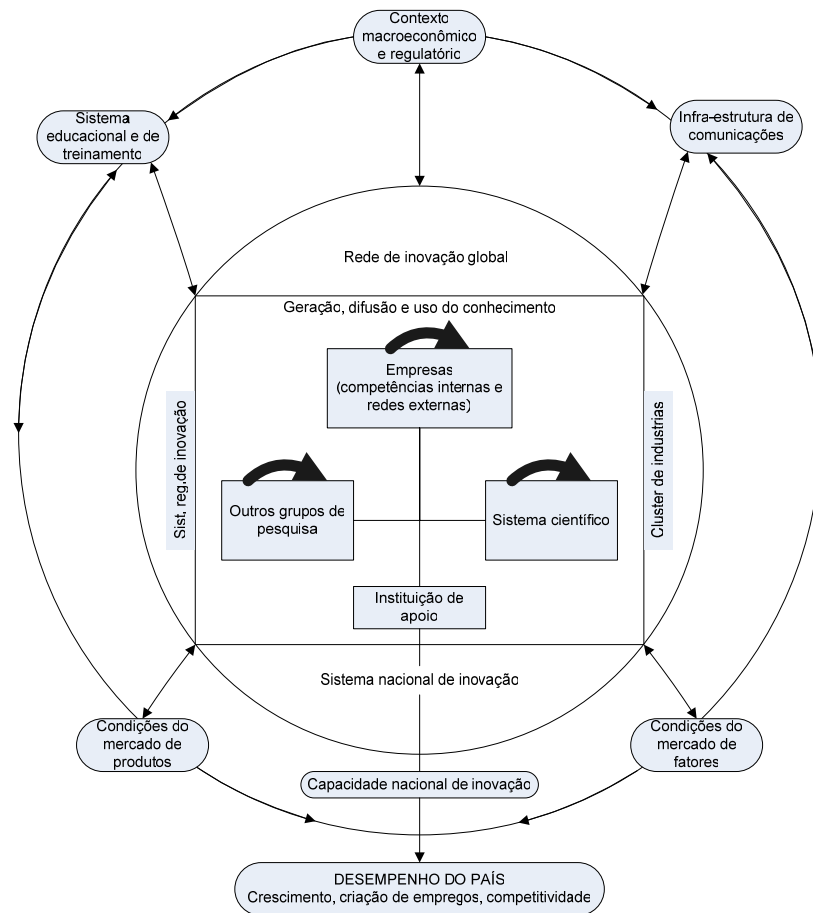 Contexto
macroeconômico
e regulatório
Sistema
educacional e de
treinamento
Infra-estrutura de
comunicações
Rede de inovação global
Geração, difusão e uso do conhecimento
Empresas
(competências internas e
redes externas)
Sist, reg,de inovação
Cluster de industrias
Outros grupos de
pesquisa
Sistema científico
Instituição de
apoio
Sistema nacional de inovação
Condições do
mercado de
produtos
Condições do
mercado de
fatores
Capacidade nacional de inovação
DESEMPENHO DO PAÍS
Crescimento, criação de empregos, competitividade